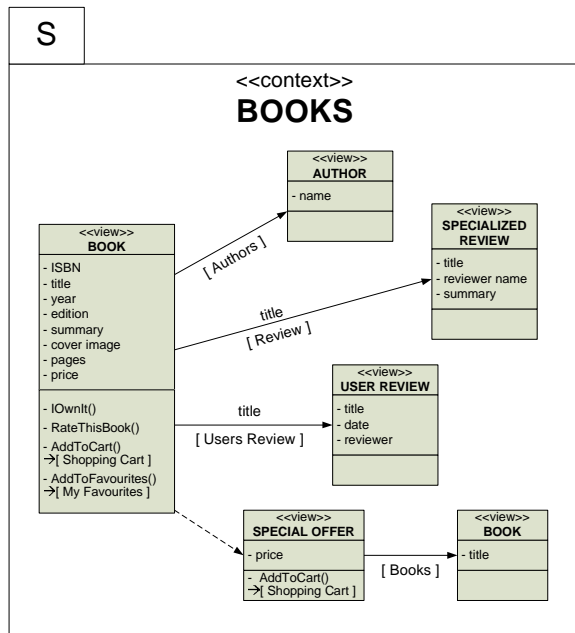 S
<<context>>
BOOKS
<<view>>
AUTHOR
- name
<<view>>
BOOK
- ISBN
- title
- year
- edition
- summary
- cover image
- pages
- price
- IOwnIt()
- RateThisBook()
- AddToCart()
→[ Shopping Cart ]
- AddToFavourites()
→[ My Favourites ]
[ Authors ]
<<view>>
SPECIALIZED
REVIEW
- title
- reviewer name
- summary
title
[ Review ]
<<view>>
USER REVIEW
- title
- date
- reviewer
title
[ Users Review ]
<<view>>
SPECIAL OFFER
- price
- AddToCart()
→[ Shopping Cart ]
[ Books ]
<<view>>
BOOK
- title